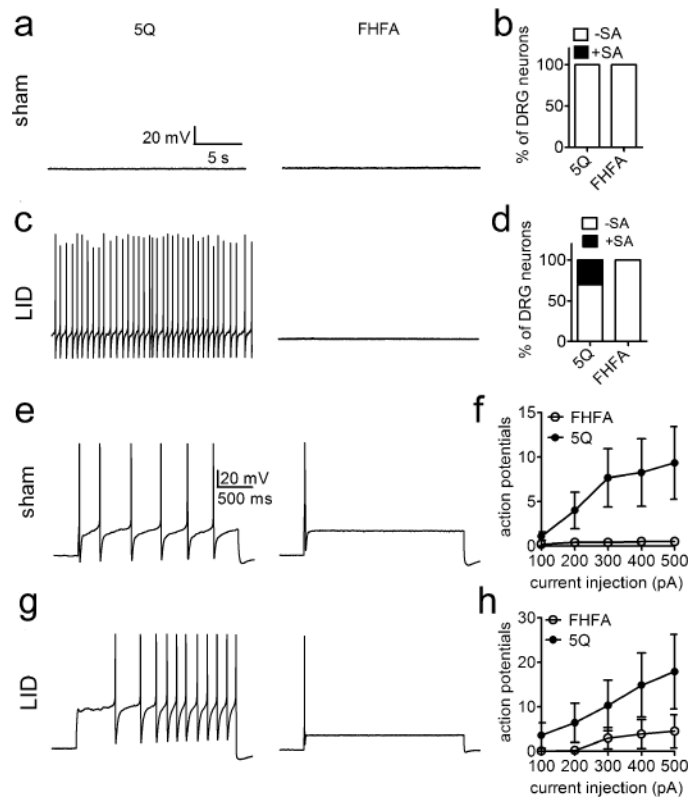 a
5Q
FHFA
sham
20 mV
5 s
b
-SA
+SA
% of DRG neurons
100
50
0
5Q
FHFA
c
LID
d
-SA
+SA
% of DRG neurons
100
50
0
5Q
FHFA
e
sham
20 mV
500 ms
f
FHFA
5Q
action potentials
15
10
5
0
100 200 300 400 500
current injection (pA)
g
LID
h
FHFA
5Q
action potentials
30
20
10
0
100 200 300 400 500
current injection (pA)